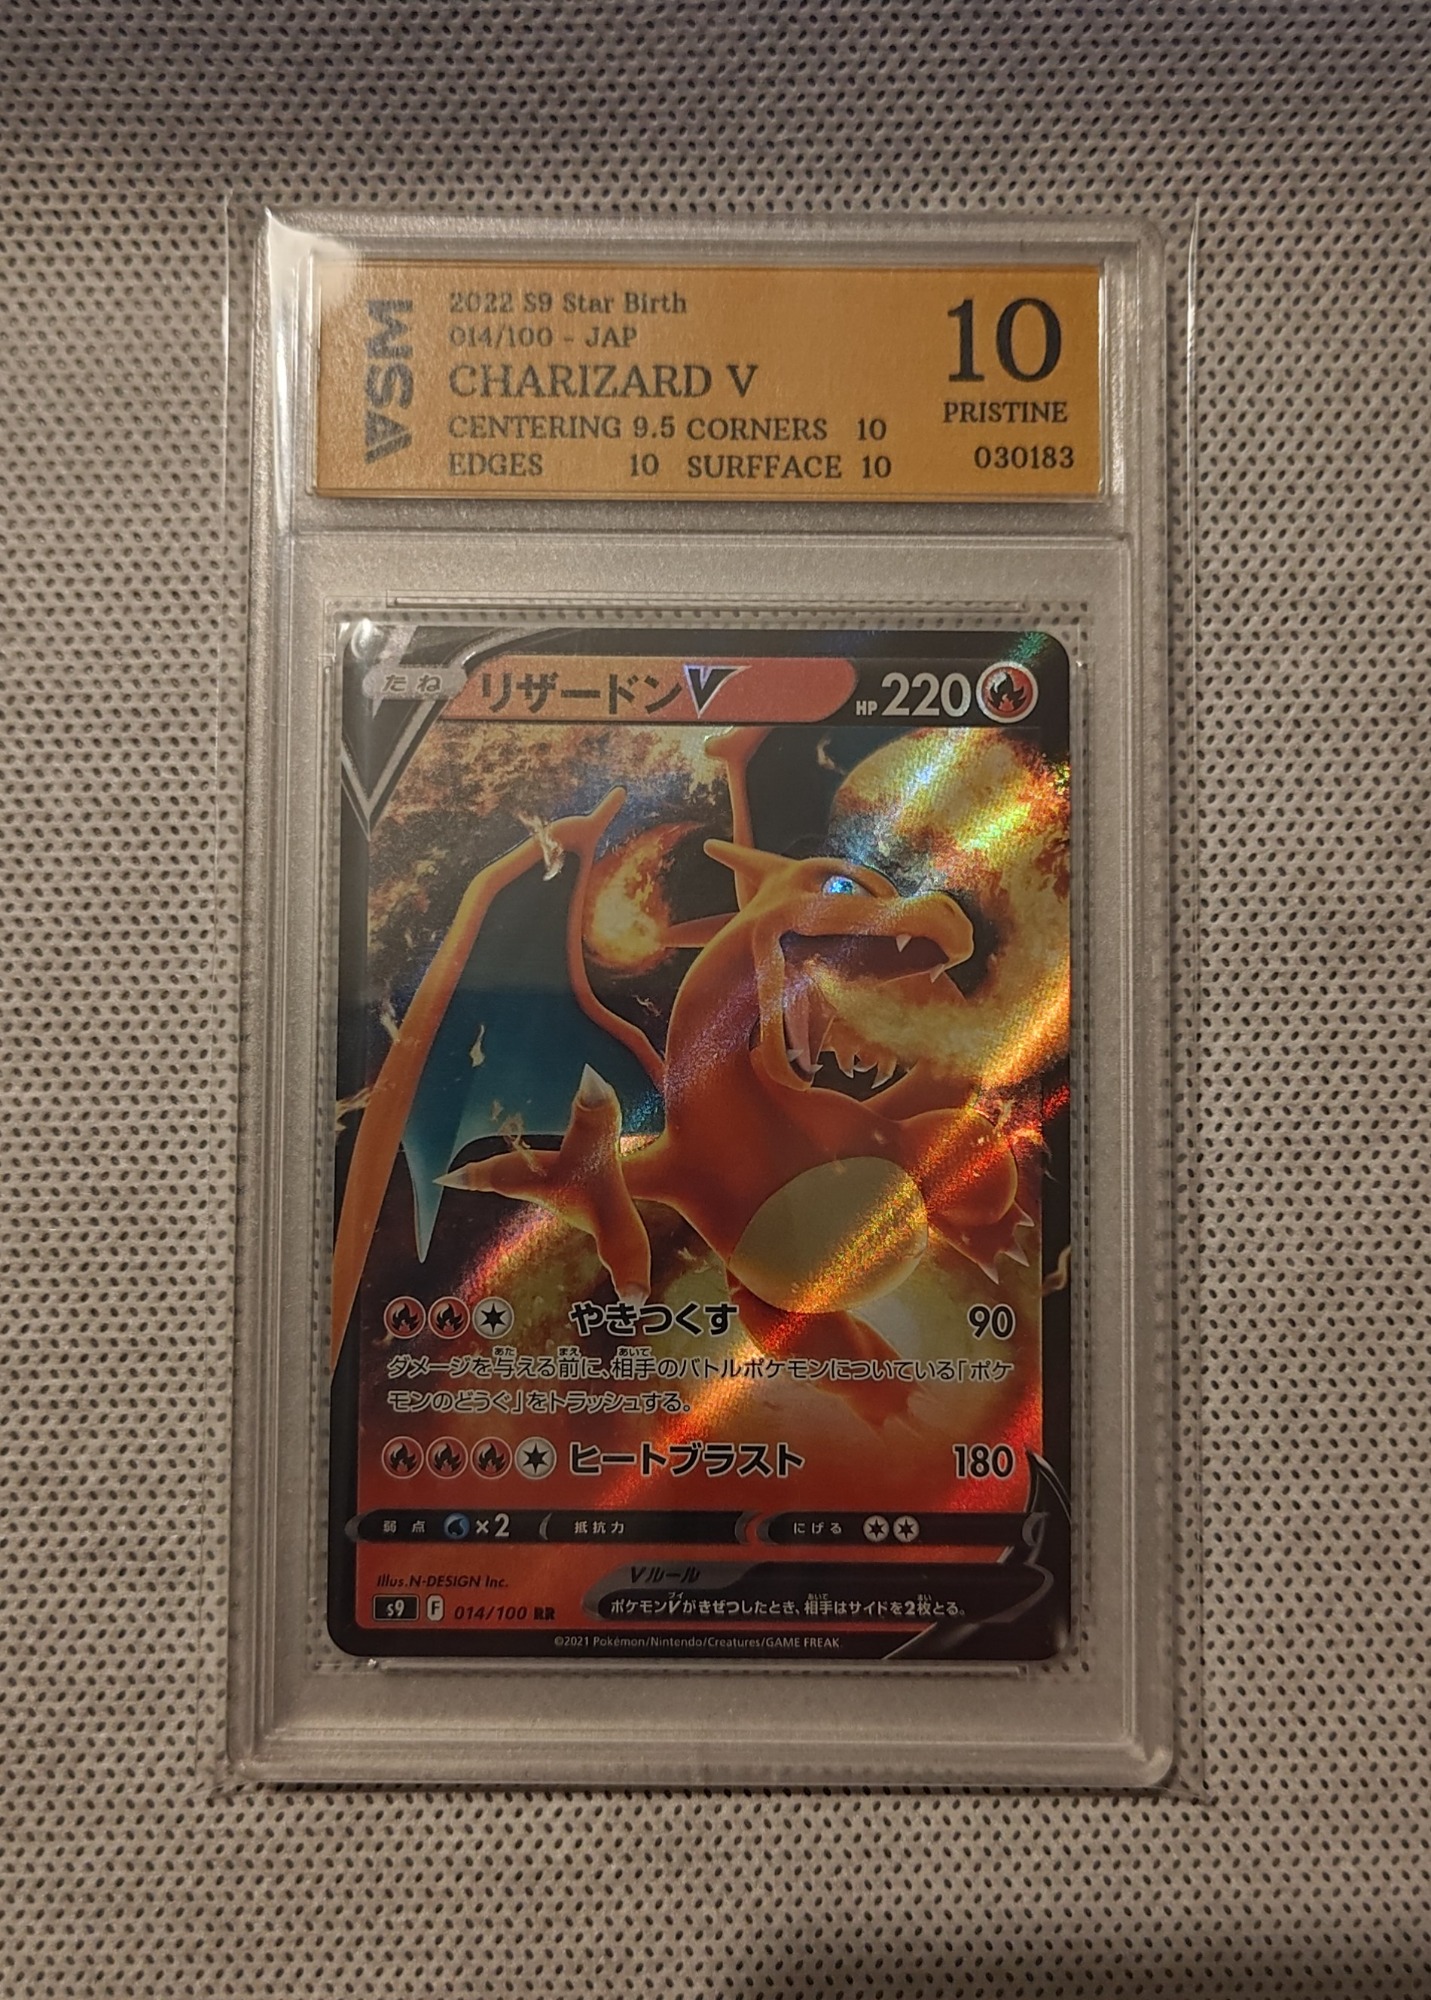 MSA
2022 S9 Star Birth
014/100 - JAP
CHARIZARD V
CENTERING 9.5 CORNERS 10
EDGES 10 SURFFACE 10
10
PRISTINE
030183
たね リザードンV HP 220
やきつくす 90
ダメージを与える前に、相手のバトルポケモンについている「ポケ
モンのどうぐ」をトラッシュする。
ヒートブラスト 180
弱点 ×2 抵抗力 にげる
Illus.N-DESIGN Inc.
Vルール
ポケモンVがきぜつしたとき、相手はサイドを2枚とる。
s9 F 014/100 RR
©2021 Pokémon/Nintendo/Creatures/GAME FREAK.